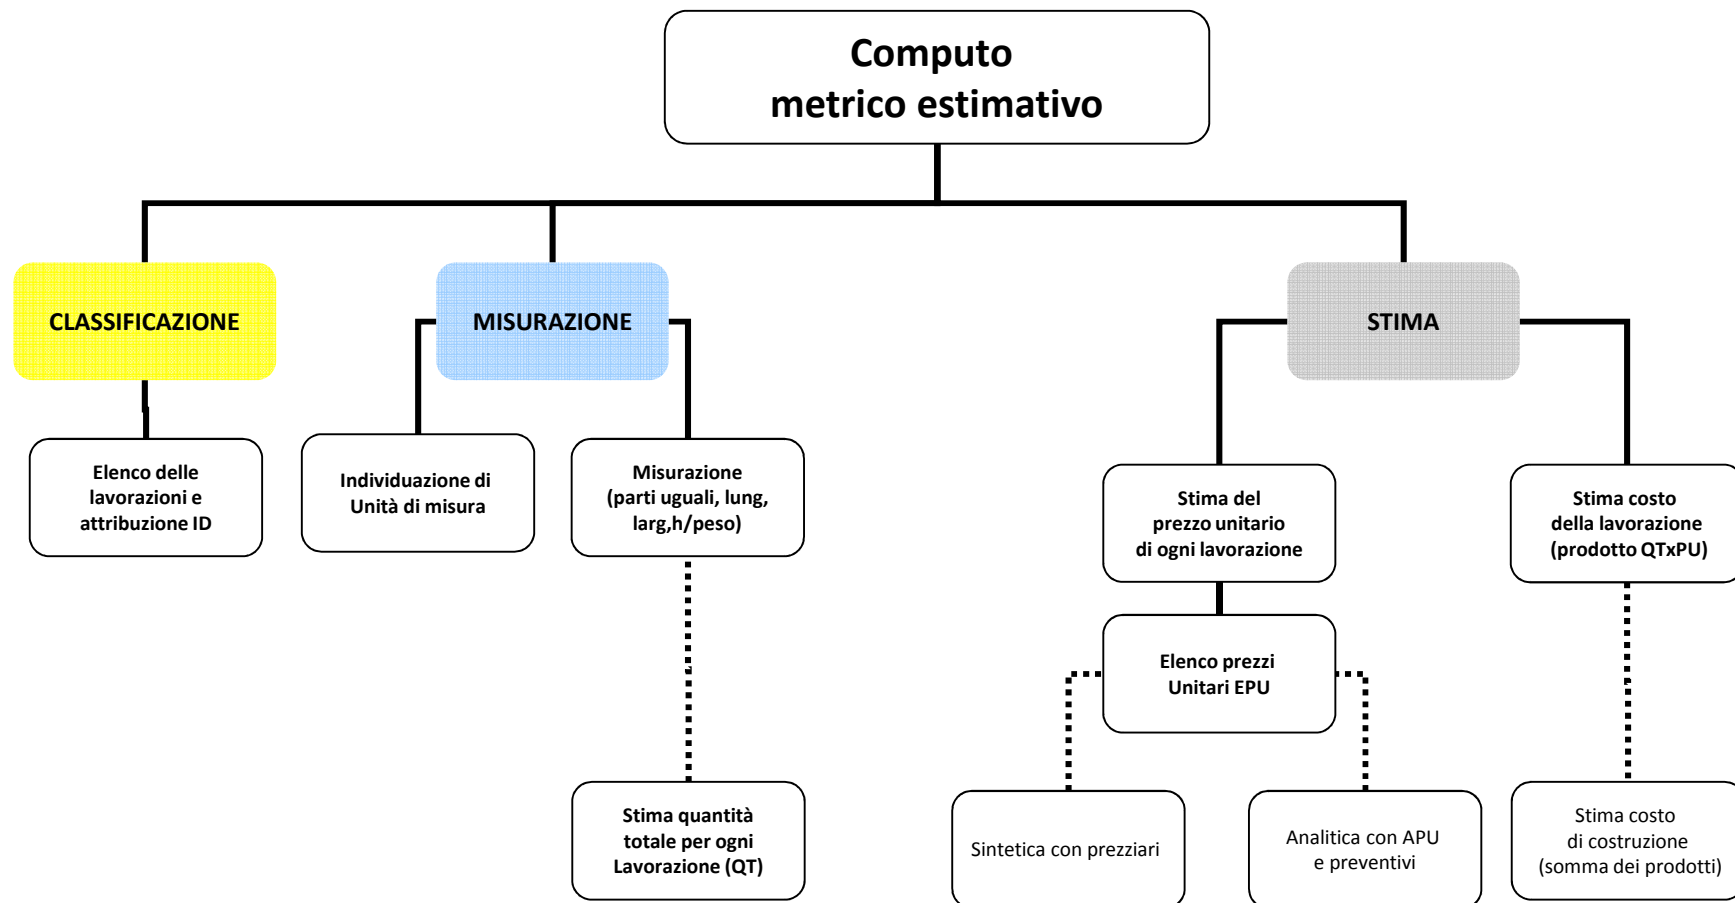 Computo
metrico estimativo
CLASSIFICAZIONE
MISURAZIONE
STIMA
Elenco delle
lavorazioni e
attribuzione ID
Individuazione di
Unità di misura
Misurazione
(parti uguali, lung,
larg,h/peso)
Stima del
prezzo unitario
di ogni lavorazione
Stima costo
della lavorazione
(prodotto QTxPU)
Elenco prezzi
Unitari EPU
Stima quantità
totale per ogni
Lavorazione (QT)
Sintetica con prezziari
Analitica con APU
e preventivi
Stima costo
di costruzione
(somma dei prodotti)